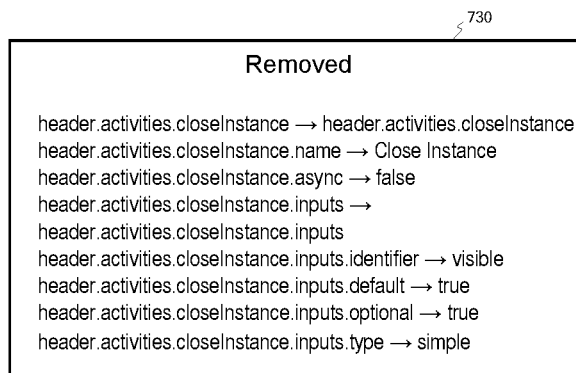 730
Removed
header.activities.closeInstance → header.activities.closeInstance
header.activities.closeInstance.name → Close Instance
header.activities.closeInstance.async → false
header.activities.closeInstance.inputs →
header.activities.closeInstance.inputs
header.activities.closeInstance.inputs.identifier → visible
header.activities.closeInstance.inputs.default → true
header.activities.closeInstance.inputs.optional → true
header.activities.closeInstance.inputs.type → simple